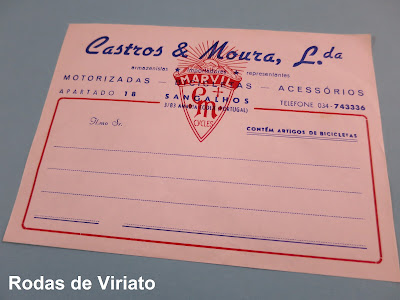 Castros & Moura, L.da
armazenistas importadores representantes
MOTORIZADAS — — ACESSÓRIOS
MARVIL
APARTADO 18 SANGALHOS TELEFONE 034-743336
CYCLES
Ilmo Sr.
CONTÉM ARTIGOS DE BICICLETAS
Rodas de Viriato